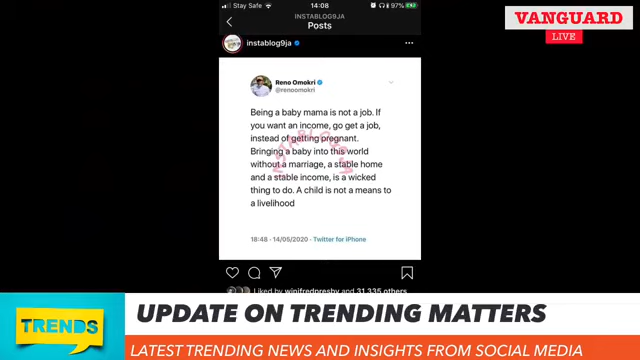 Stay Safe
14:08
97%
INSTABLOG9JA
Posts
VANGUARD
LIVE
instablog9ja
Reno Omokri
@renoomokri
Being a baby mama is not a job. If
you want an income, go get a job,
instead of getting pregnant.
Bringing a baby into this world
without a marriage, a stable home
and a stable income, is a wicked
thing to do. A child is not a means to
a livelihood
INSTABLOG9JA
18:48 · 14/05/2020 · Twitter for iPhone
Liked by winifredpresby and 31,335 others
TRENDS
UPDATE ON TRENDING MATTERS
LATEST TRENDING NEWS AND INSIGHTS FROM SOCIAL MEDIA